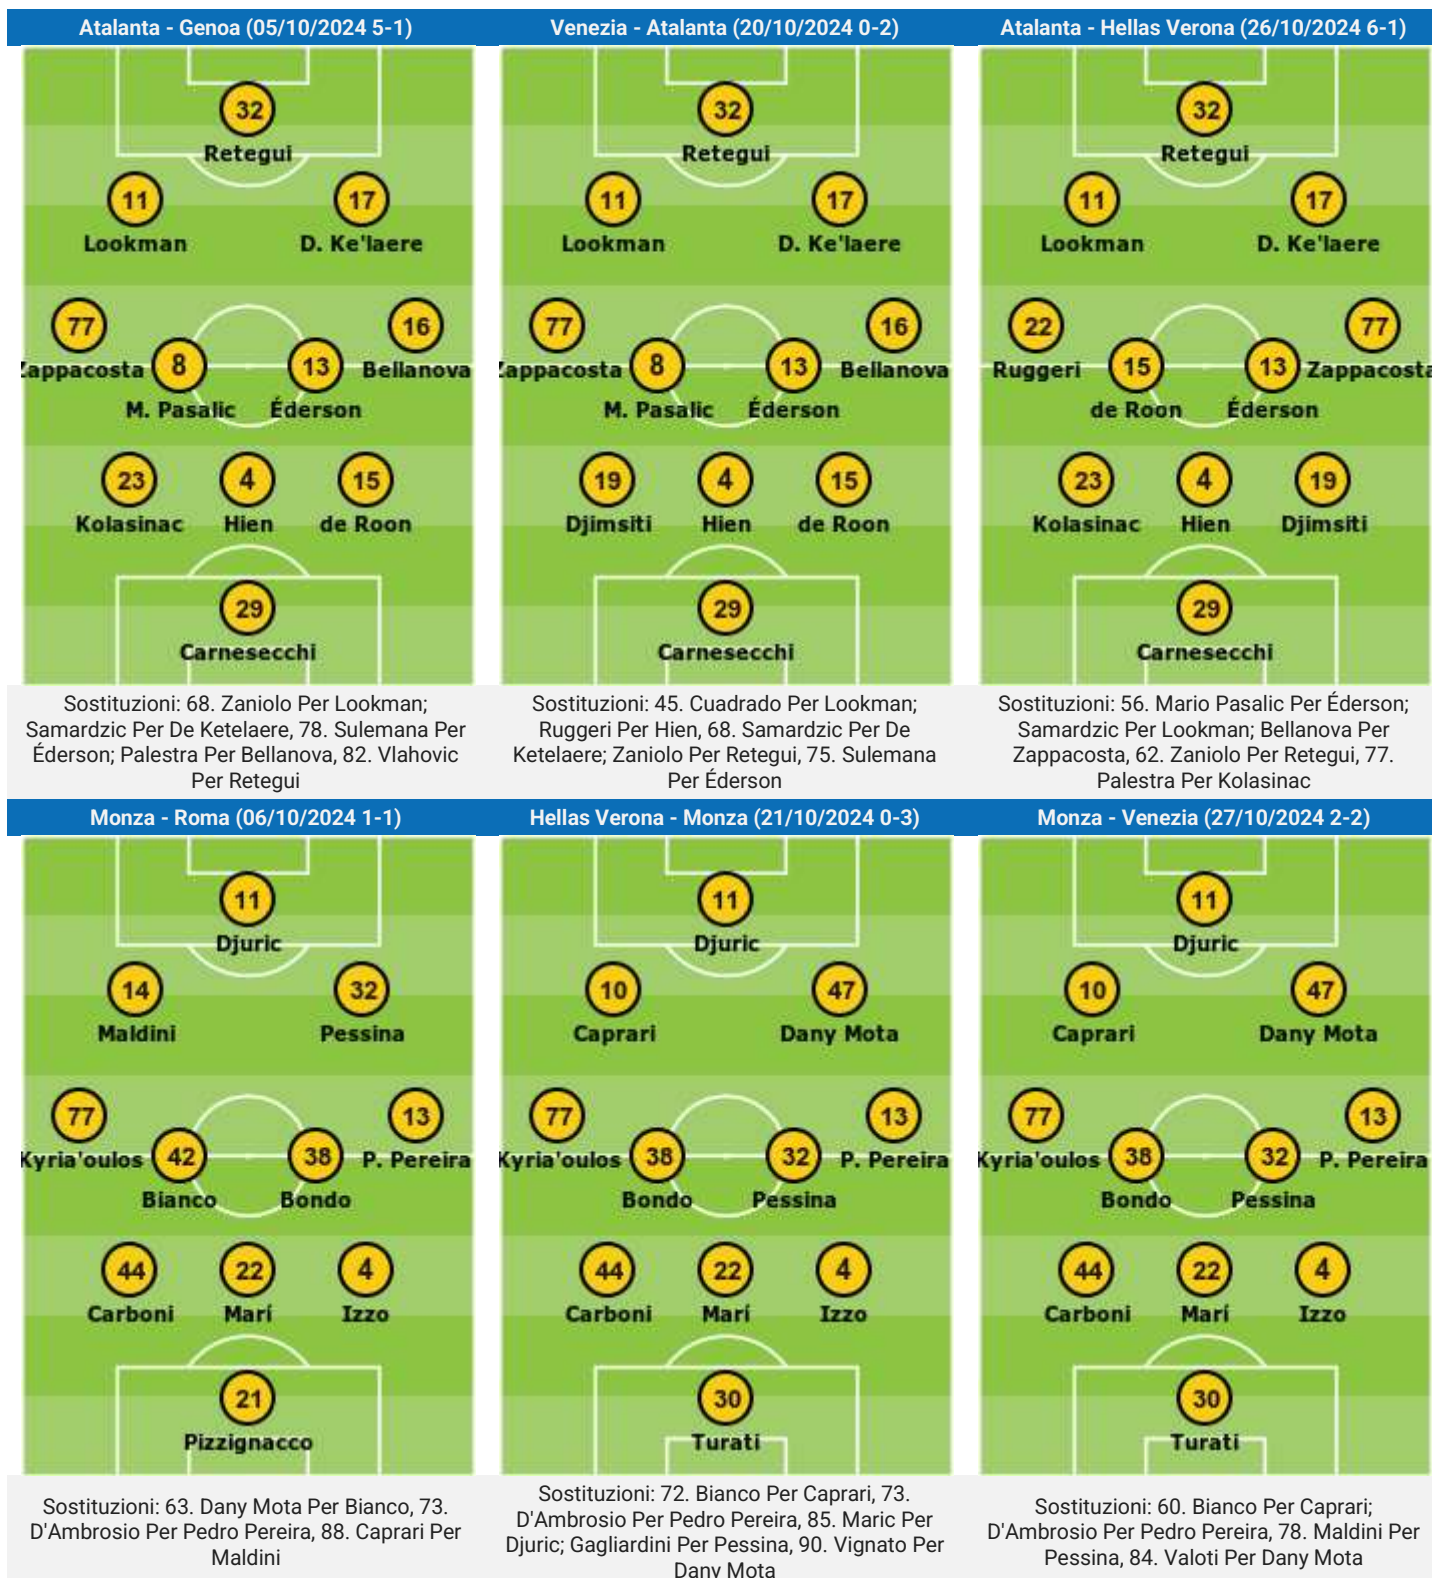 Atalanta - Genoa (05/10/2024 5-1)
32
Retegui
11
17
Lookman
D. Ke'laere
77
16
8
13
Zappacosta
Bellanova
M. Pasalic
Éderson
23
4
15
Kolasinac
Hien
de Roon
29
Carnesecchi
Sostituzioni: 68. Zaniolo Per Lookman;
Samardzic Per De Ketelaere, 78. Sulemana Per
Éderson; Palestra Per Bellanova, 82. Vlahovic
Per Retegui
Venezia - Atalanta (20/10/2024 0-2)
32
Retegui
11
17
Lookman
D. Ke'laere
77
16
8
13
Zappacosta
Bellanova
M. Pasalic
Éderson
19
4
15
Djimsiti
Hien
de Roon
29
Carnesecchi
Sostituzioni: 45. Cuadrado Per Lookman;
Ruggeri Per Hien, 68. Samardzic Per De
Ketelaere; Zaniolo Per Retegui, 75. Sulemana
Per Éderson
Atalanta - Hellas Verona (26/10/2024 6-1)
32
Retegui
11
17
Lookman
D. Ke'laere
22
77
15
13
Ruggeri
Zappacosta
de Roon
Éderson
23
4
19
Kolasinac
Hien
Djimsiti
29
Carnesecchi
Sostituzioni: 56. Mario Pasalic Per Éderson;
Samardzic Per Lookman; Bellanova Per
Zappacosta, 62. Zaniolo Per Retegui, 77.
Palestra Per Kolasinac
Monza - Roma (06/10/2024 1-1)
11
Djuric
14
32
Maldini
Pessina
77
13
42
38
Kyria'oulos
P. Pereira
Bianco
Bondo
44
22
4
Carboni
Marí
Izzo
21
Pizzignacco
Sostituzioni: 63. Dany Mota Per Bianco, 73.
D'Ambrosio Per Pedro Pereira, 88. Caprari Per
Maldini
Hellas Verona - Monza (21/10/2024 0-3)
11
Djuric
10
47
Caprari
Dany Mota
77
13
38
32
Kyria'oulos
P. Pereira
Bondo
Pessina
44
22
4
Carboni
Marí
Izzo
30
Turati
Sostituzioni: 72. Bianco Per Caprari, 73.
D'Ambrosio Per Pedro Pereira, 85. Maric Per
Djuric; Gagliardini Per Pessina, 90. Vignato Per
Dany Mota
Monza - Venezia (27/10/2024 2-2)
11
Djuric
10
47
Caprari
Dany Mota
77
13
38
32
Kyria'oulos
P. Pereira
Bondo
Pessina
44
22
4
Carboni
Marí
Izzo
30
Turati
Sostituzioni: 60. Bianco Per Caprari;
D'Ambrosio Per Pedro Pereira, 78. Maldini Per
Pessina, 84. Valoti Per Dany Mota